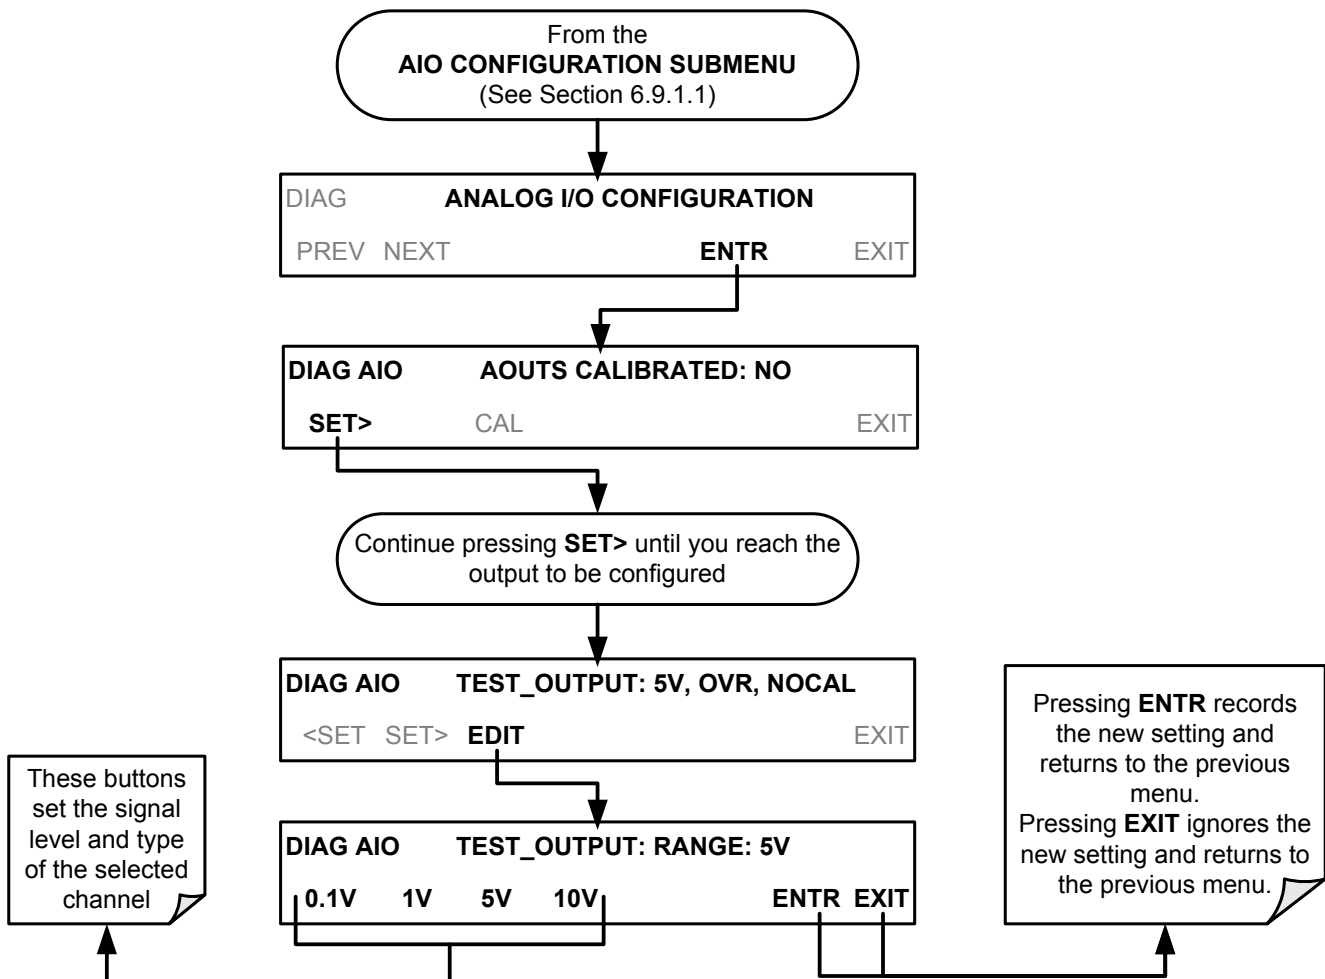 From the
AIO CONFIGURATION SUBMENU
(See Section 6.9.1.1)
DIAG ANALOG I/O CONFIGURATION
PREV NEXT ENTR EXIT
DIAG AIO AOUTS CALIBRATED: NO
SET> CAL EXIT
Continue pressing SET> until you reach the
output to be configured
DIAG AIO TEST_OUTPUT: 5V, OVR, NOCAL
<SET SET> EDIT EXIT
These buttons
set the signal
level and type
of the selected
channel
DIAG AIO TEST_OUTPUT: RANGE: 5V
0.1V 1V 5V 10V ENTR EXIT
Pressing ENTR records
the new setting and
returns to the previous
menu.
Pressing EXIT ignores the
new setting and returns to
the previous menu.